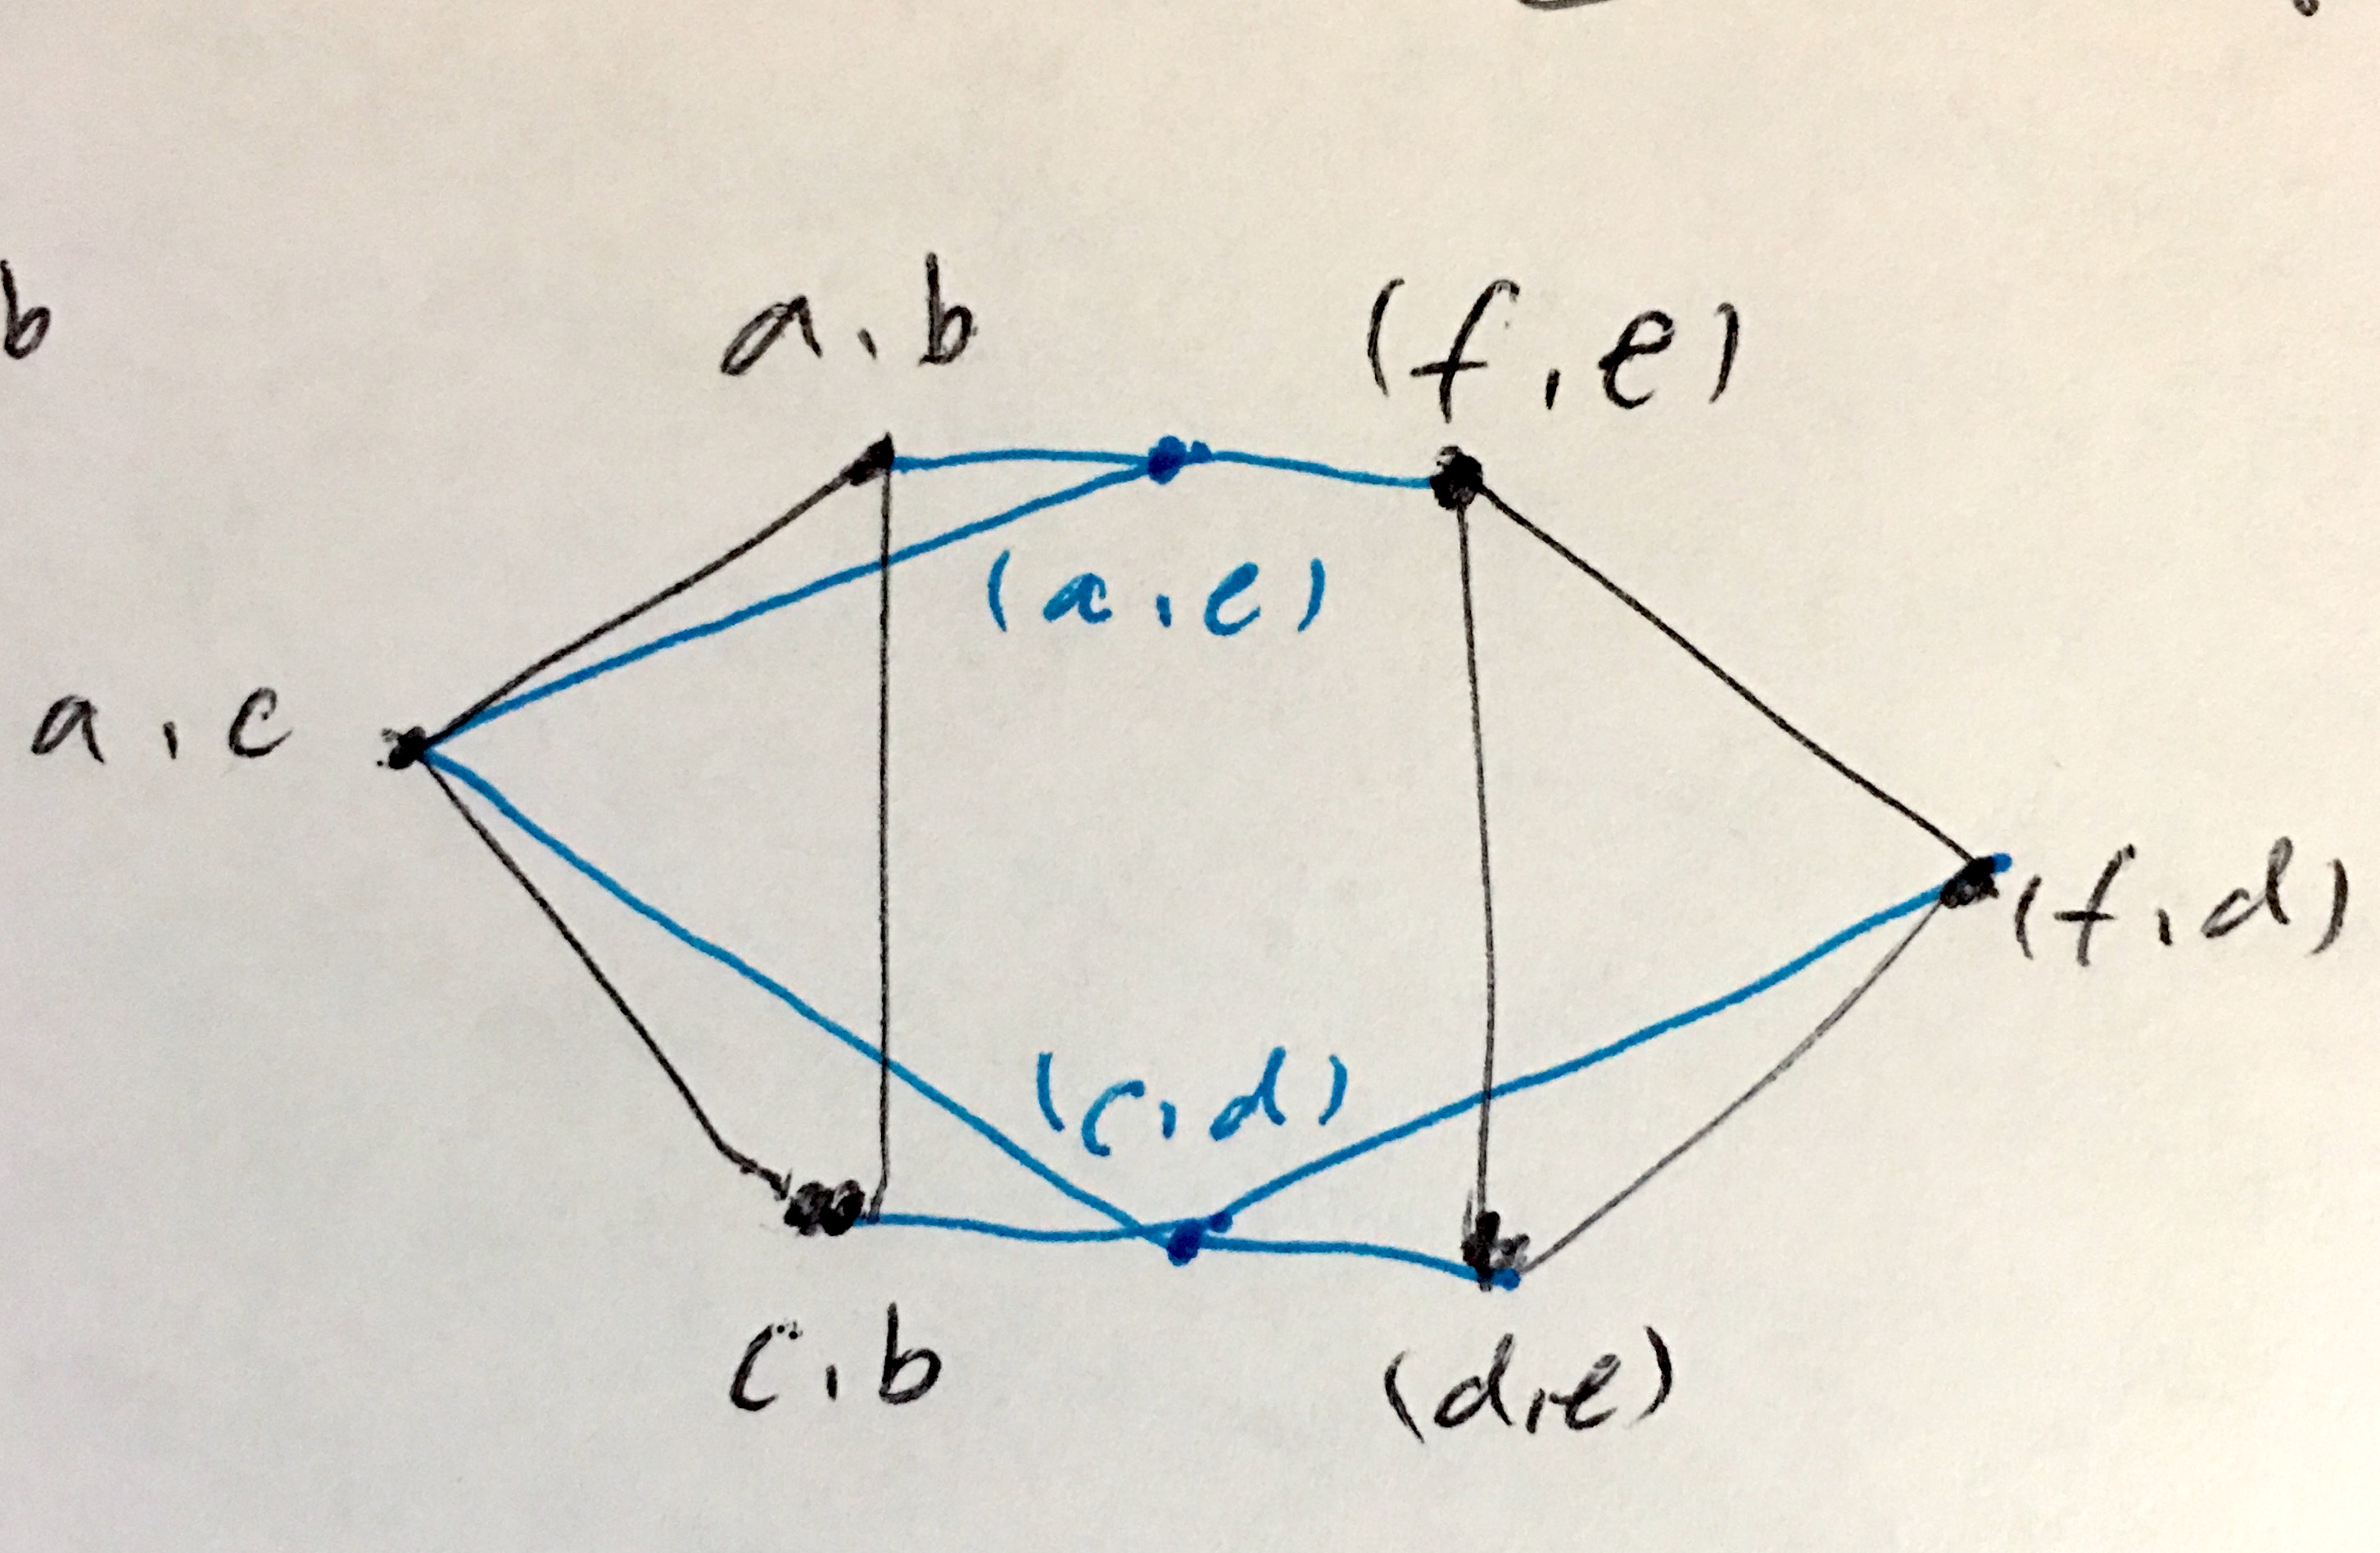 b
a,b
(f,e)
(a,e)
a,c
(f,d)
(c,d)
c,b
(d,e)